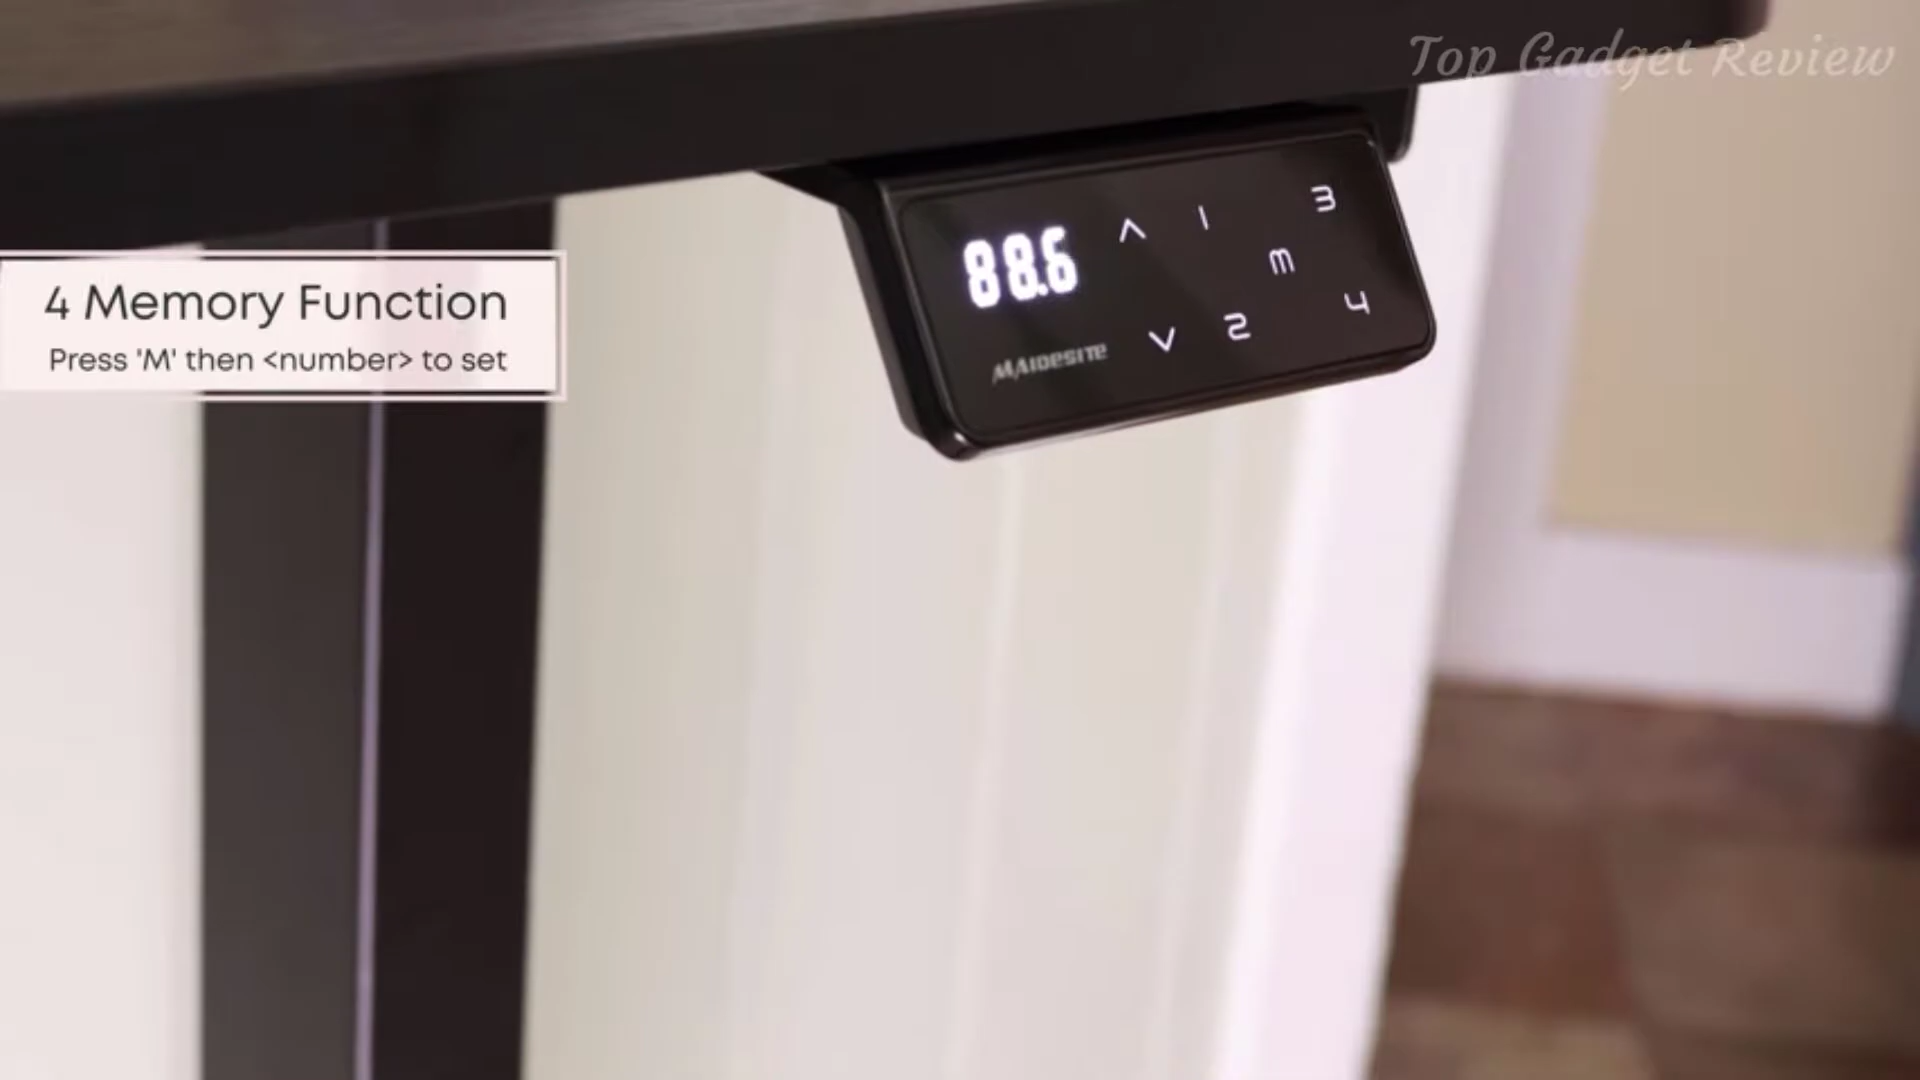 Top Gadget Review
88.6
1
3
M
2
4
MAIDESITE
4 Memory Function
Press 'M' then <number> to set